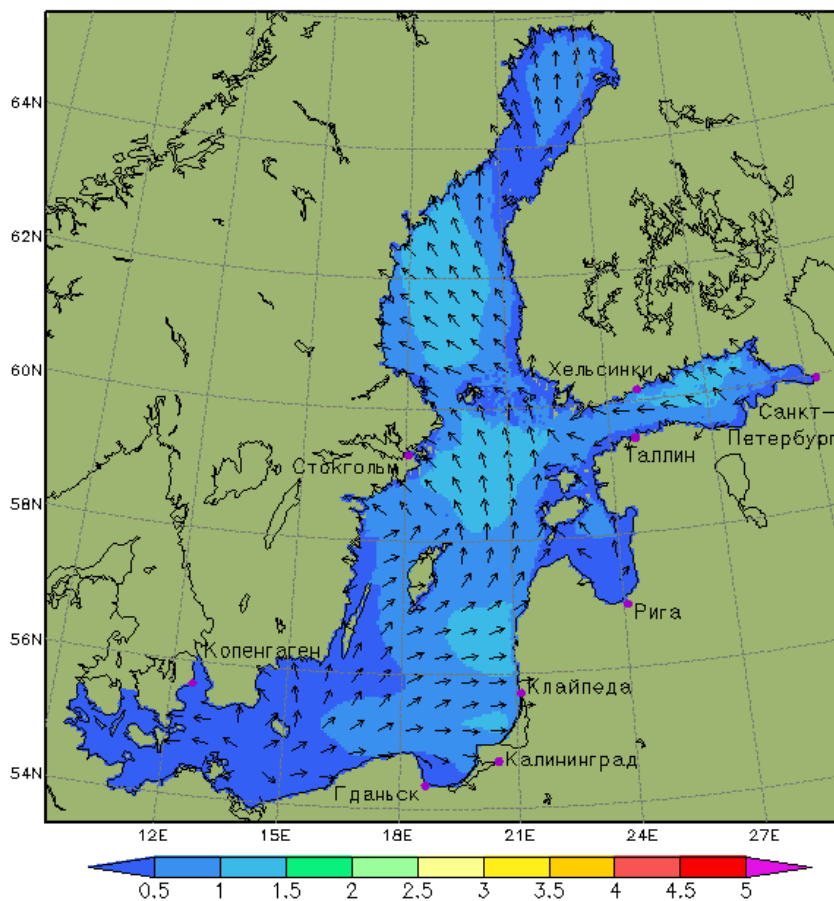 64N
62N
60N
Хельсинки
Санкт-
Петербург
Таллин
Стокгольм
58N
Рига
56N
Копенгаген
Клайпеда
Калининград
54N
Гданьск
12E 15E 18E 21E 24E 27E
0.5 1 1.5 2 2.5 3 3.5 4 4.5 5